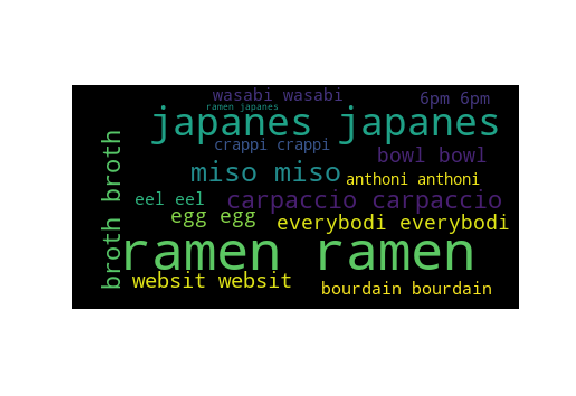 wasabi wasabi
6pm 6pm
ramen japanes
japanes japanes
crappi crappi
bowl bowl
miso miso
anthoni anthoni
eel eel
carpaccio carpaccio
egg egg
everybodi everybodi
broth broth
ramen ramen
websit websit
bourdain bourdain